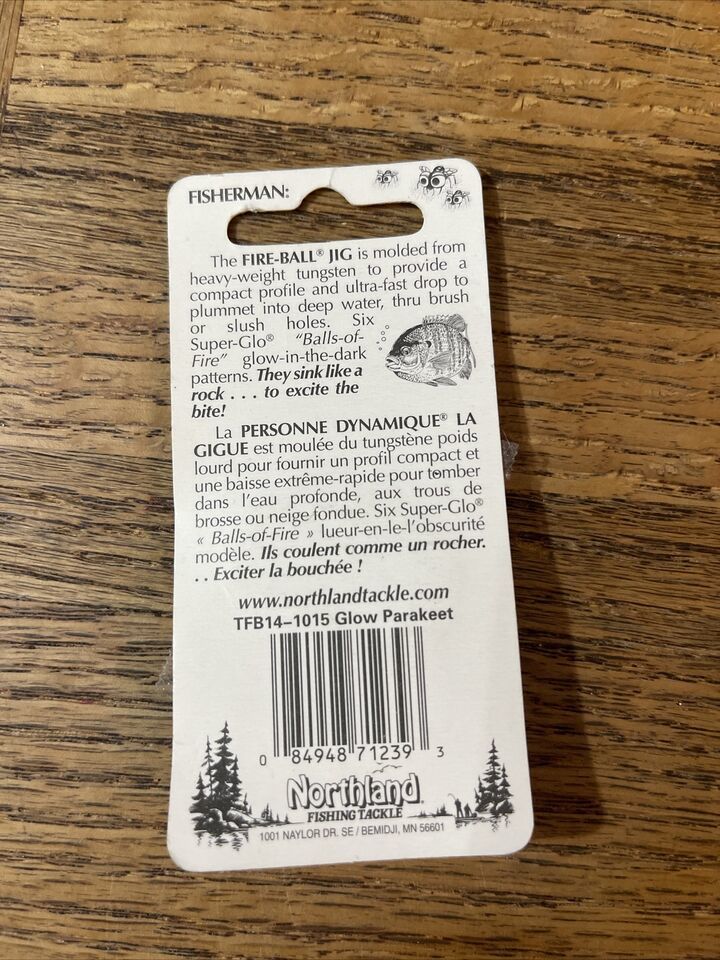 FISHERMAN:
The FIRE-BALL® JIG is molded from
heavy-weight tungsten to provide a
compact profile and ultra-fast drop to
plummet into deep water, thru brush
or slush holes. Six
Super-Glo® "Balls-of-
Fire" glow-in-the-dark
patterns. They sink like a
rock . . . to excite the
bite!
La PERSONNE DYNAMIQUE® LA
GIGUE est moulée du tungstène poids
lourd pour fournir un profil compact et
une baisse extrême-rapide pour tomber
dans l'eau profonde, aux trous de
brosse ou neige fondue. Six Super-Glo®
« Balls-of-Fire » lueur-en-le-l'obscurité
modèle. Ils coulent comme un rocher.
. . Exciter la bouchée !
www.northlandtackle.com
TFB14–1015 Glow Parakeet
0 84948 71239 3
Northland®
FISHING TACKLE
1001 NAYLOR DR. SE / BEMIDJI, MN 56601